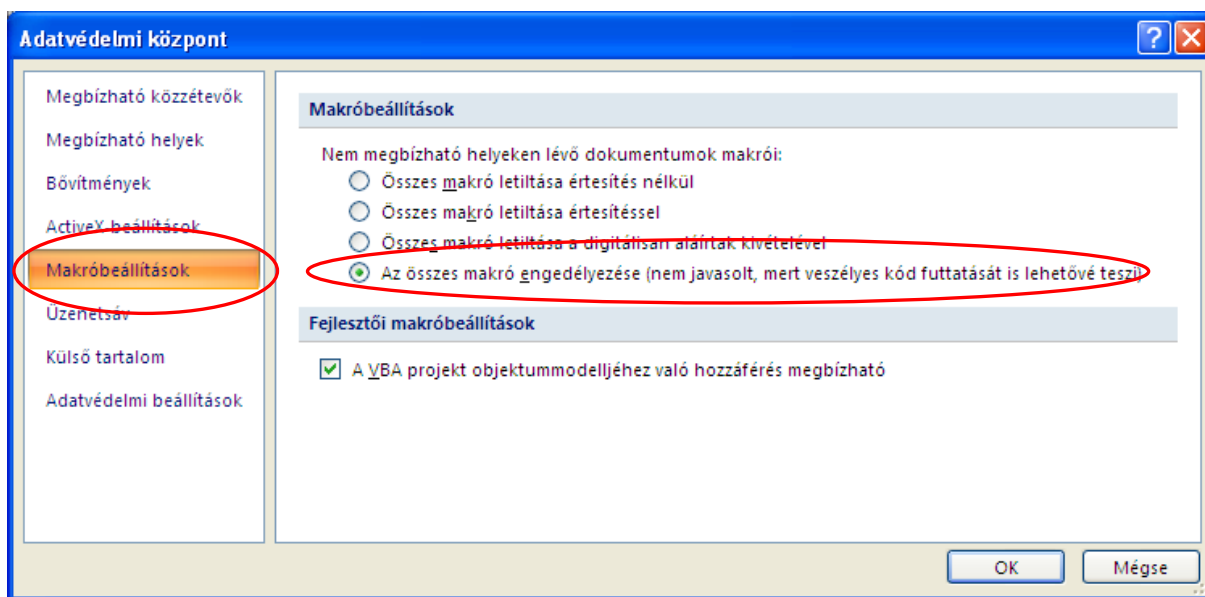 Adatvédelmi központ
Megbízható közzétevők
Megbízható helyek
Bővítmények
ActiveX-beállítások
Makróbeállítások
Üzenetsáv
Külső tartalom
Adatvédelmi beállítások
Makróbeállítások
Nem megbízható helyeken lévő dokumentumok makrói:
Összes makró letiltása értesítés nélkül
Összes makró letiltása értesítéssel
Összes makró letiltása a digitálisan aláírtak kivételével
Az összes makró engedélyezése (nem javasolt, mert veszélyes kód futtatását is lehetővé teszi)
Fejlesztői makróbeállítások
A VBA projekt objektummodelljéhez való hozzáférés megbízható
OK
Mégse